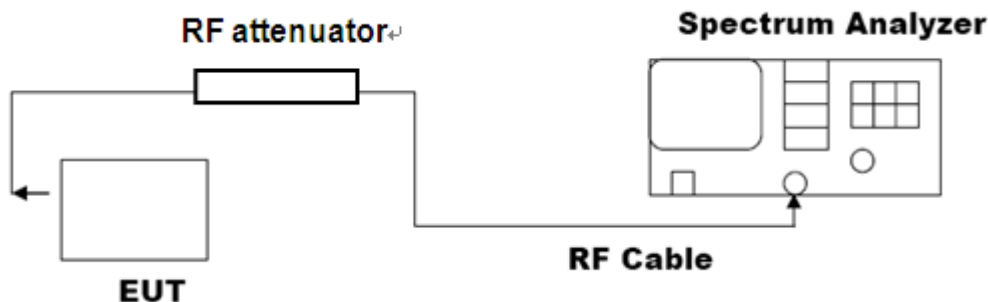 RF attenuator↵
Spectrum Analyzer
RF Cable
EUT